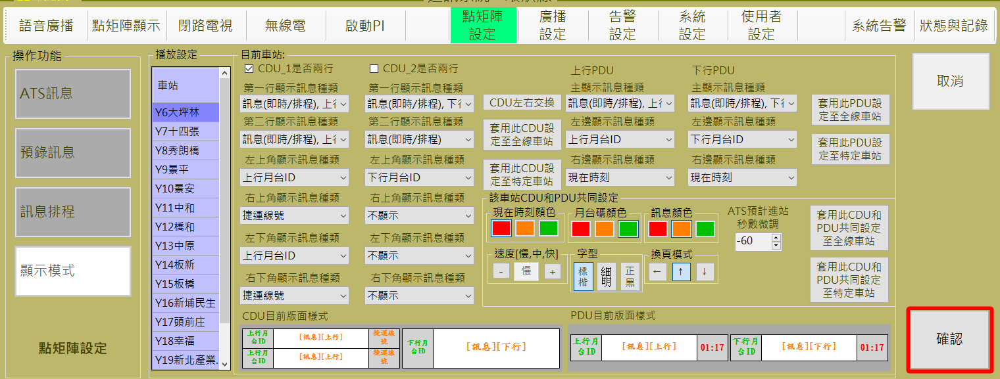 語音廣播
點矩陣顯示
閉路電視
無線電
啟動PI
點矩陣
設定
廣播
設定
告警
設定
系統
設定
使用者
設定
系統告警
狀態與記錄
操作功能
ATS訊息
預錄訊息
訊息排程
顯示模式
點矩陣設定
播放設定
車站
Y6大坪林
Y7十四張
Y8秀朗橋
Y9景平
Y10景安
Y11中和
Y12橋和
Y13中原
Y14板新
Y15板橋
Y16新埔民生
Y17頭前庄
Y18幸福
Y19新北產業.
目前車站:
CDU_1是否兩行
第一行顯示訊息種類
訊息(即時/排程), 上行
第二行顯示訊息種類
訊息(即時/排程), 上行
左上角顯示訊息種類
上行月台ID
右上角顯示訊息種類
捷運線號
左下角顯示訊息種類
上行月台ID
右下角顯示訊息種類
捷運線號
CDU_2是否兩行
第一行顯示訊息種類
訊息(即時/排程), 下行
第二行顯示訊息種類
訊息(即時/排程)
左上角顯示訊息種類
下行月台ID
右上角顯示訊息種類
不顯示
左下角顯示訊息種類
不顯示
右下角顯示訊息種類
不顯示
CDU左右交換
套用此CDU設
定至全線車站
套用此CDU設
定至特定車站
上行PDU
主顯示訊息種類
訊息(即時/排程), 上行
左邊顯示訊息種類
上行月台ID
右邊顯示訊息種類
現在時刻
下行PDU
主顯示訊息種類
訊息(即時/排程), 下行
左邊顯示訊息種類
下行月台ID
右邊顯示訊息種類
現在時刻
套用此PDU設
定至全線車站
套用此PDU設
定至特定車站
該車站CDU和PDU共同設定
現在時刻顏色
月台碼顏色
訊息顏色
速度[慢,中,快]
-
慢
+
字型
標
楷
細
明
正
黑
換頁模式
←
↑
↓
ATS預計進站
秒數微調
-60
套用此CDU和
PDU共同設定
至全線車站
套用此CDU和
PDU共同設定
至特定車站
CDU目前版面樣式
上行月
台ID
[訊息][上行]
捷運線
號
上行月
台ID
[訊息][上行]
捷運線
號
下行月
台ID
[訊息][下行]
PDU目前版面樣式
上行月
台ID
[訊息][上行]
01:17
下行月
台ID
[訊息][下行]
01:17
取消
確認